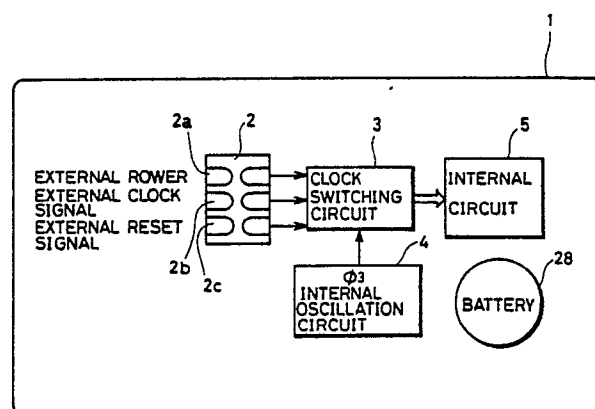 1
2a
2
3
5
EXTERNAL ROWER
EXTERNAL CLOCK
SIGNAL
EXTERNAL RESET
SIGNAL
CLOCK
SWITCHING
CIRCUIT
INTERNAL
CIRCUIT
2b
2c
4
ϕ3
INTERNAL
OSCILLATION
CIRCUIT
28
BATTERY